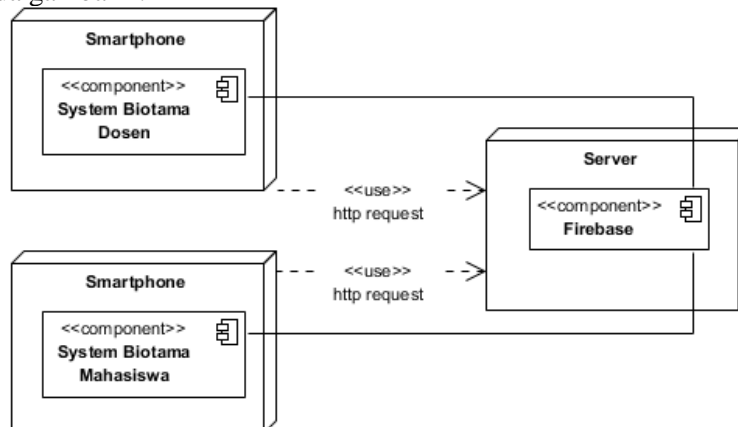 Smartphone
<<component>>
System Biotama
Dosen
<<use>>
http request
Server
<<component>>
Firebase
Smartphone
<<component>>
System Biotama
Mahasiswa
<<use>>
http request